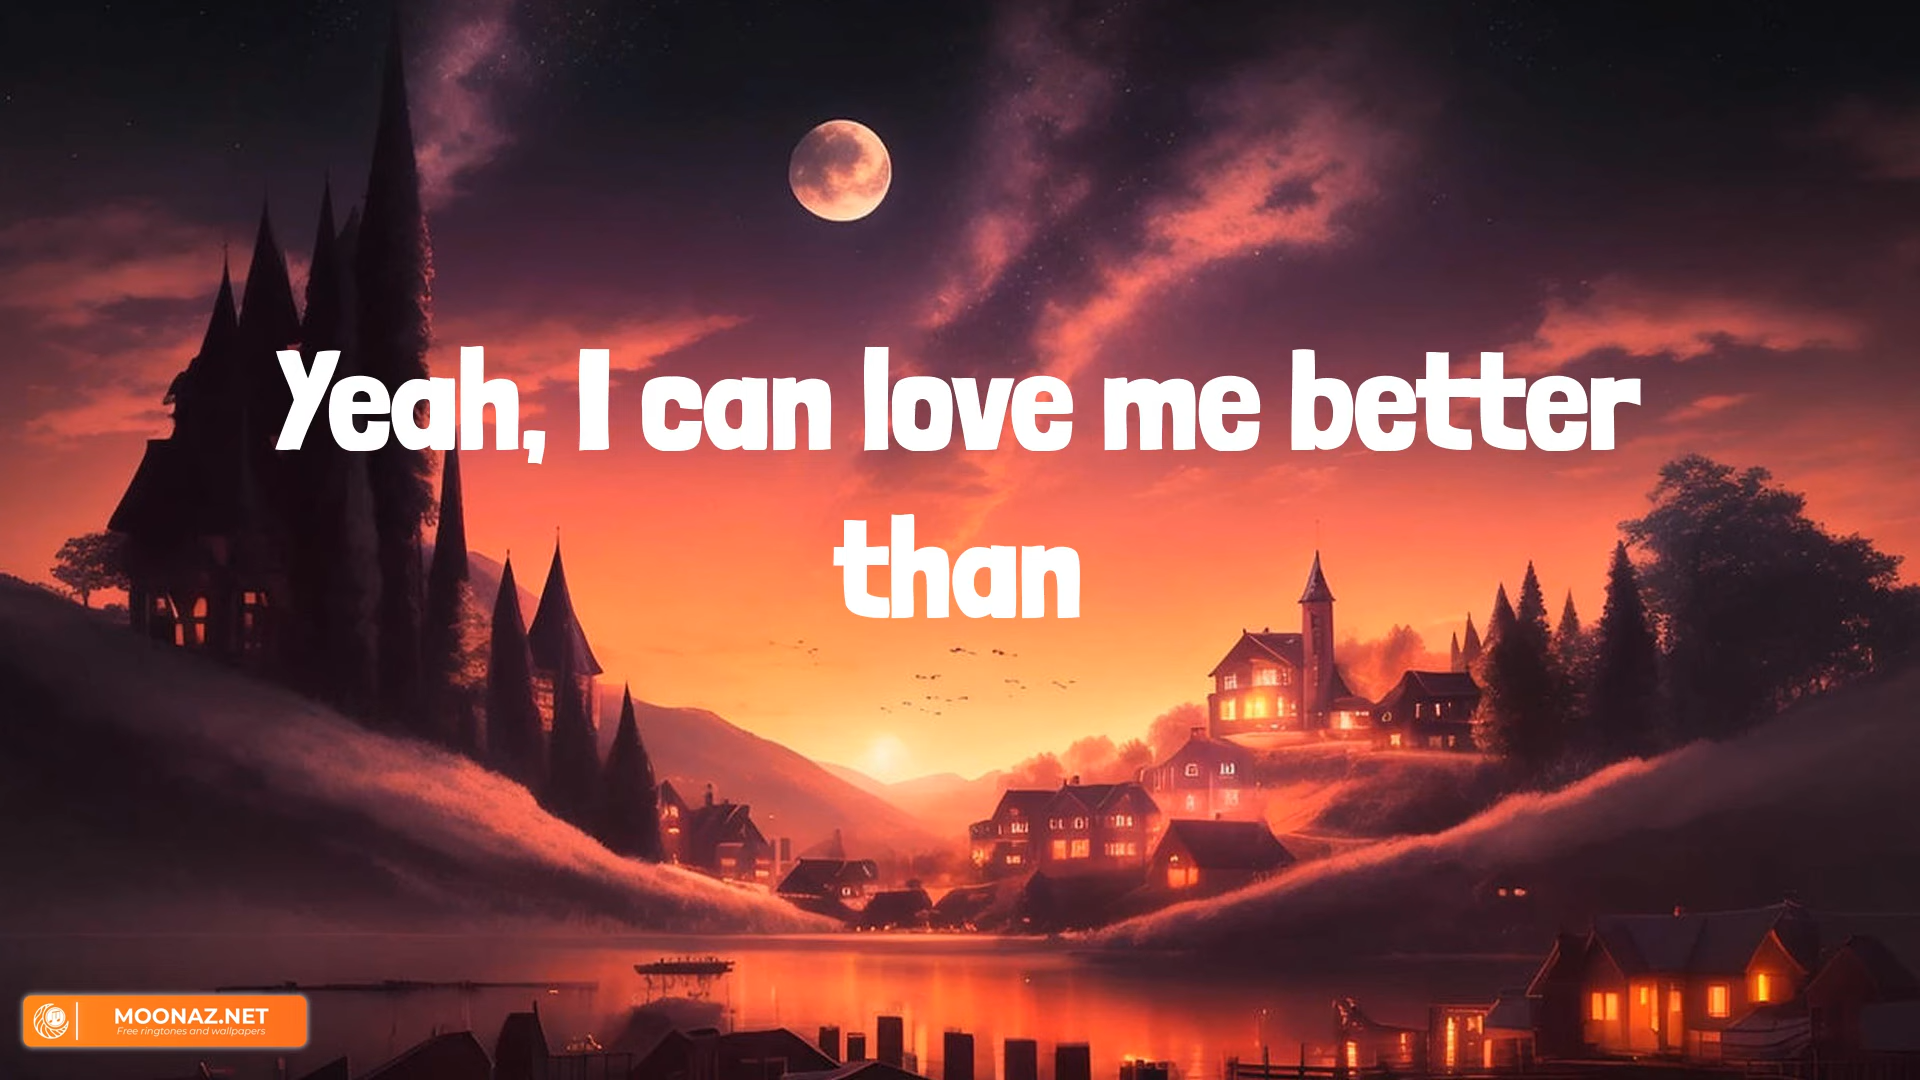 Yeah, I can love me better
than
MOONAZ.NET
Free ringtones and wallpapers